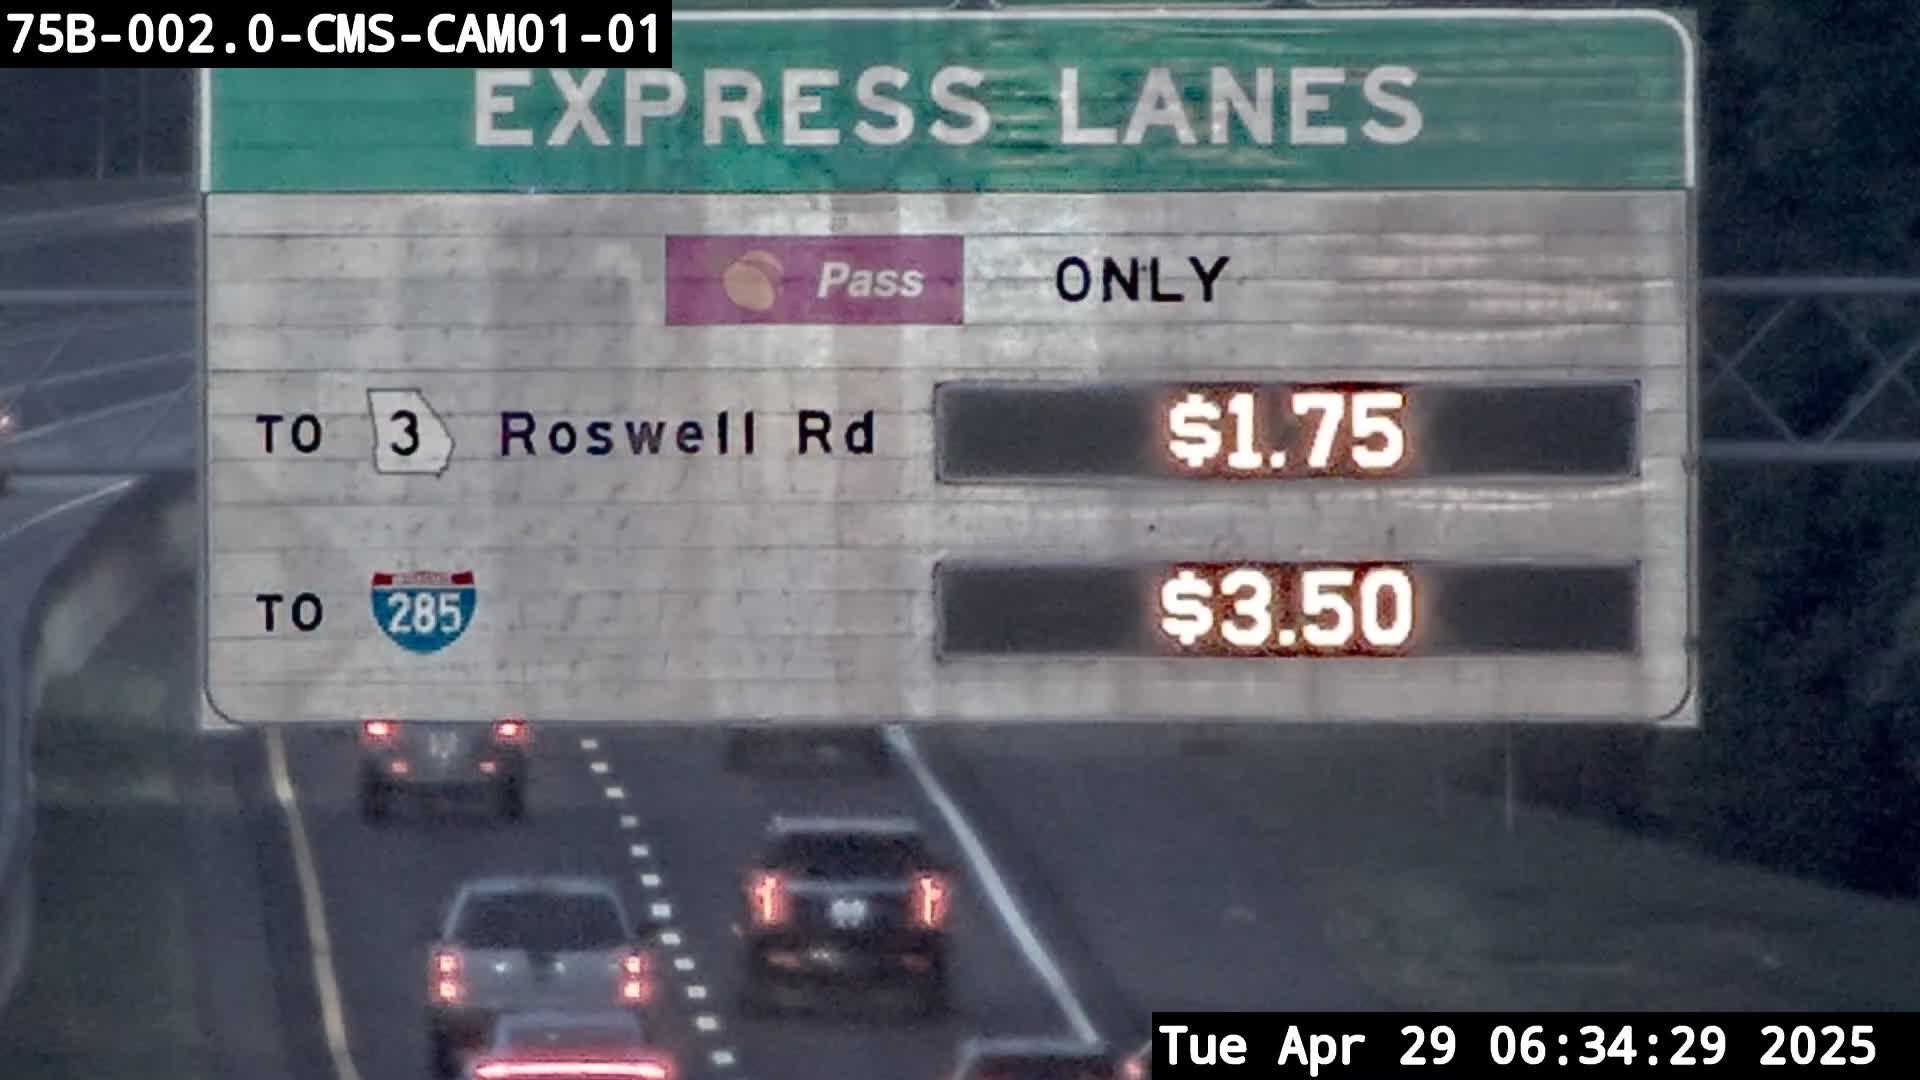 75B-002.0-CMS-CAM01-01
EXPRESS LANES
Pass ONLY
TO 3 Roswell Rd $1.75
TO 285 $3.50
Tue Apr 29 06:34:29 2025